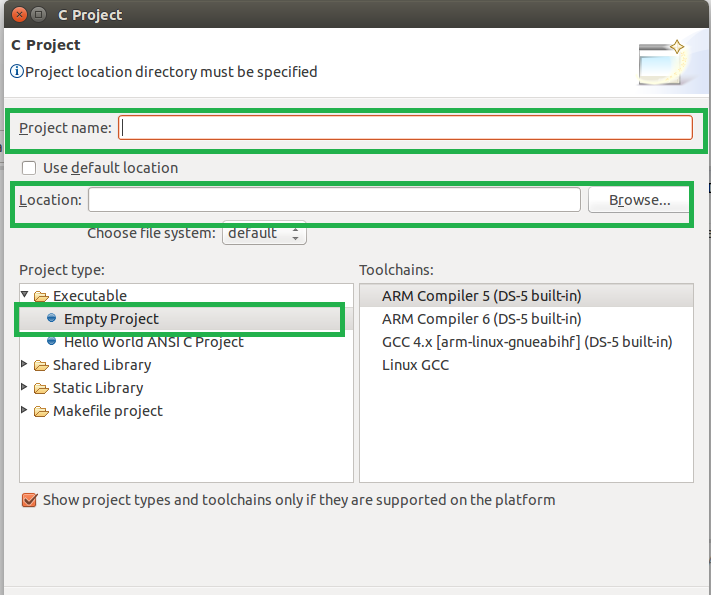 C Project
C Project
Project location directory must be specified
Project name:
Use default location
Location: Browse...
Choose file system: default
Project type: Toolchains:
Executable ARM Compiler 5 (DS-5 built-in)
Empty Project ARM Compiler 6 (DS-5 built-in)
Hello World ANSI C Project GCC 4.x [arm-linux-gnueabihf] (DS-5 built-in)
Shared Library Linux GCC
Static Library
Makefile project
Show project types and toolchains only if they are supported on the platform